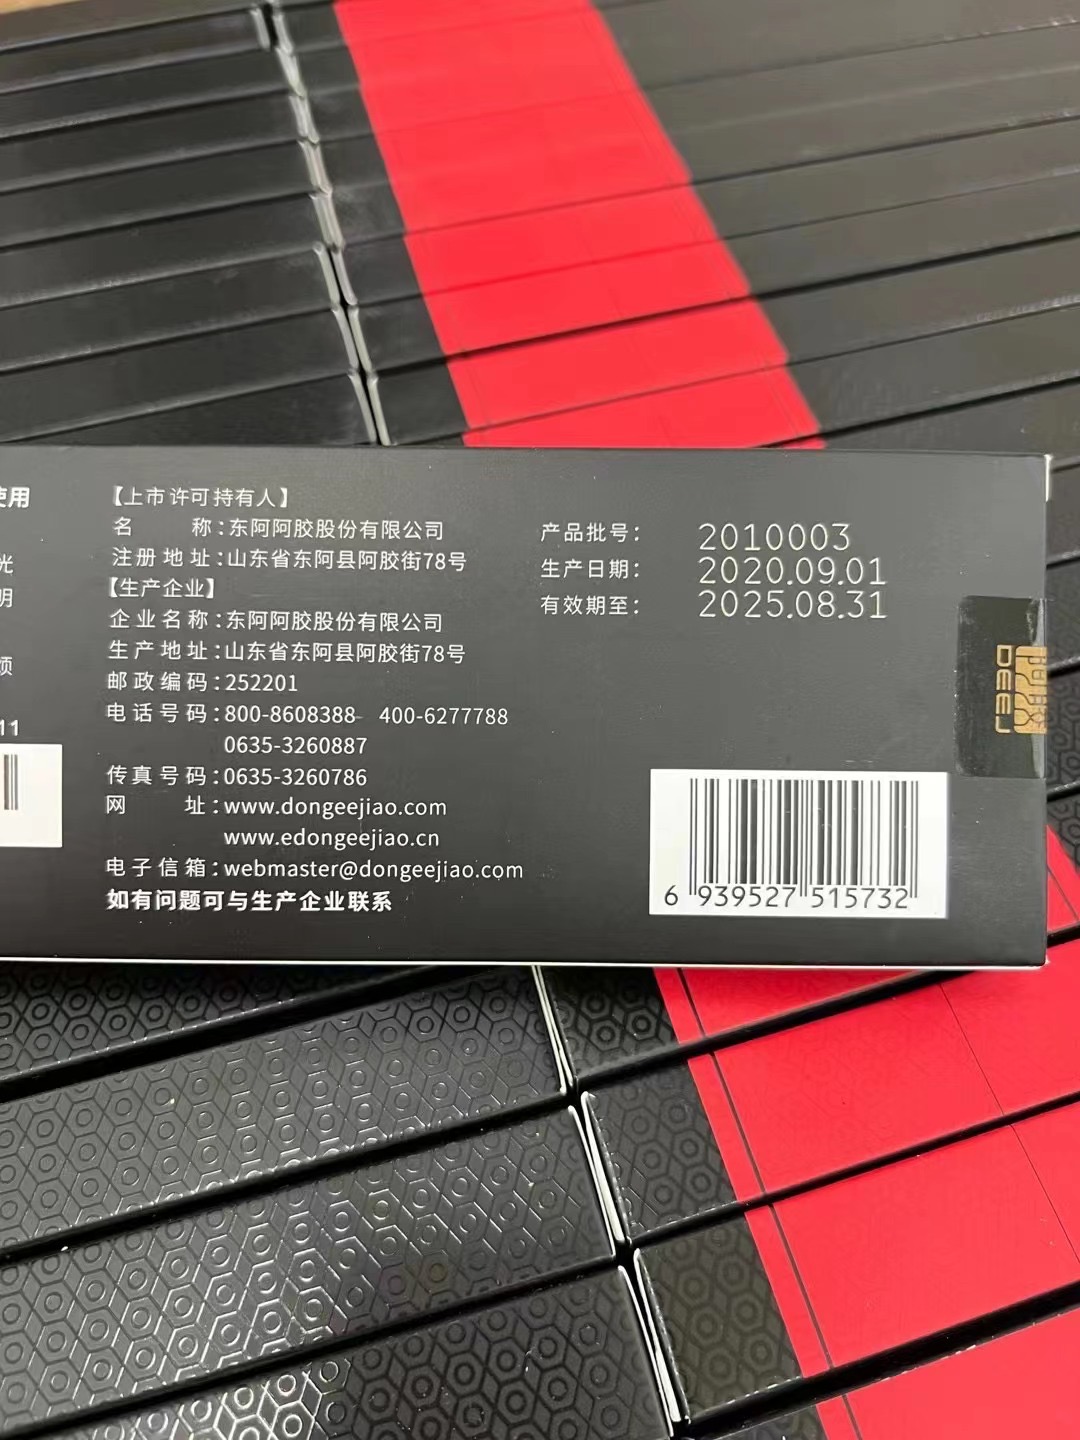 使用
光
明
烦
11
【上市许可持有人】
名 称：东阿阿胶股份有限公司
注册地址：山东省东阿县阿胶街78号
【生产企业】
企业名称：东阿阿胶股份有限公司
生产地址：山东省东阿县阿胶街78号
邮政编码：252201
电话号码：800-8608388 400-6277788
0635-3260887
传真号码：0635-3260786
网 址：www.dongeejiao.com
www.edongeejiao.cn
电子信箱：webmaster@dongeejiao.com
如有问题可与生产企业联系
产品批号： 2010003
生产日期： 2020.09.01
有效期至： 2025.08.31
DEEJ
6 939527 515732